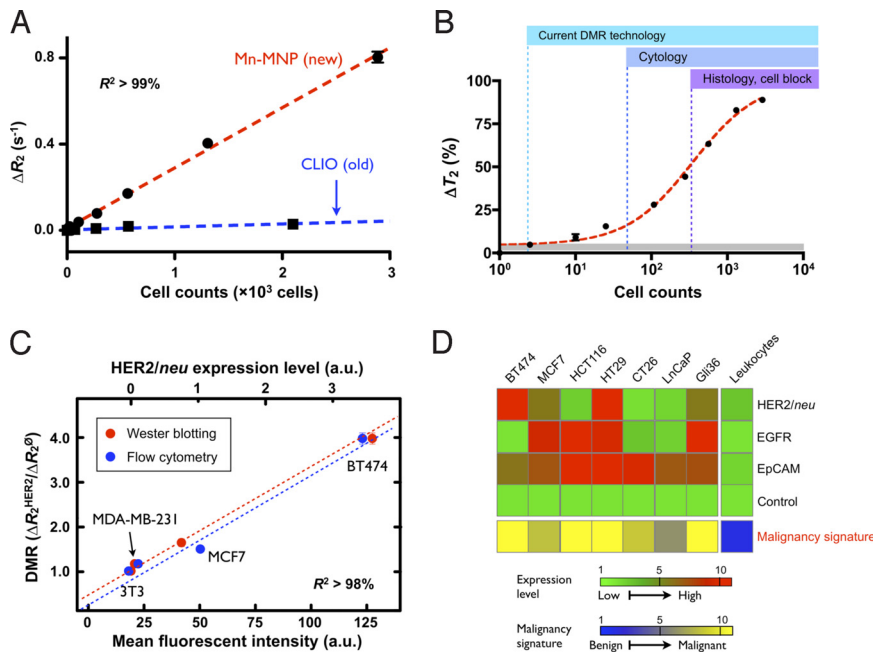 A
0.8
0.4
0.0
ΔR2 (s-1)
R2 > 99%
Mn-MNP (new)
CLIO (old)
0
1
2
3
Cell counts (×10³ cells)
B
Current DMR technology
Cytology
Histology, cell block
100
75
50
25
0
ΔT2 (%)
10⁰
10¹
10²
10³
10⁴
Cell counts
C
HER2/neu expression level (a.u.)
0
1
2
3
Wester blotting
Flow cytometry
4.0
3.0
2.0
1.0
DMR (ΔR2^HER2/ΔR2^Ø)
BT474
MDA-MB-231
MCF7
3T3
R2 > 98%
0
25
50
75
100
125
Mean fluorescent intensity (a.u.)
D
BT474
MCF7
HCT116
HT29
CT26
LnCaP
Gli36
Leukocytes
HER2/neu
EGFR
EpCAM
Control
Malignancy signature
Expression level
1
5
10
Low
High
Malignancy signature
1
5
10
Benign
Malignant